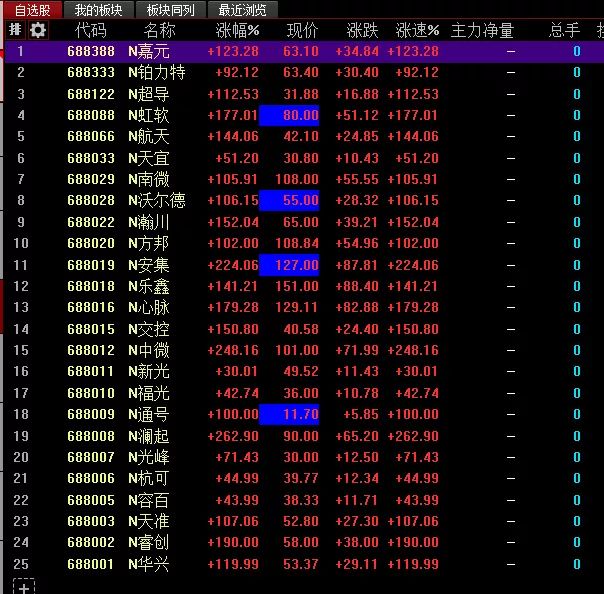 自选股 我的板块 板块同列 最近浏览
排 代码 名称 涨幅% 现价 涨跌 涨速% 主力净量 总手
1 688388 N嘉元 +123.28 63.10 +34.84 +123.28 — 0
2 688333 N铂力特 +92.12 63.40 +30.40 +92.12 — 0
3 688122 N超导 +112.53 31.88 +16.88 +112.53 — 0
4 688088 N虹软 +177.01 80.00 +51.12 +177.01 — 0
5 688066 N航天 +144.06 42.10 +24.85 +144.06 — 0
6 688033 N天宜 +51.20 30.80 +10.43 +51.20 — 0
7 688029 N南微 +105.91 108.00 +55.55 +105.91 — 0
8 688028 N沃尔德 +106.15 55.00 +28.32 +106.15 — 0
9 688022 N瀚川 +152.04 65.00 +39.21 +152.04 — 0
10 688020 N方邦 +102.00 108.84 +54.96 +102.00 — 0
11 688019 N安集 +224.06 127.00 +87.81 +224.06 — 0
12 688018 N乐鑫 +141.21 151.00 +88.40 +141.21 — 0
13 688016 N心脉 +179.28 129.11 +82.88 +179.28 — 0
14 688015 N交控 +150.80 40.58 +24.40 +150.80 — 0
15 688012 N中微 +248.16 101.00 +71.99 +248.16 — 0
16 688011 N新光 +30.01 49.52 +11.43 +30.01 — 0
17 688010 N福光 +42.74 36.00 +10.78 +42.74 — 0
18 688009 N通号 +100.00 11.70 +5.85 +100.00 — 0
19 688008 N澜起 +262.90 90.00 +65.20 +262.90 — 0
20 688007 N光峰 +71.43 30.00 +12.50 +71.43 — 0
21 688006 N杭可 +44.99 39.77 +12.34 +44.99 — 0
22 688005 N容百 +43.99 38.33 +11.71 +43.99 — 0
23 688003 N天准 +107.06 52.80 +27.30 +107.06 — 0
24 688002 N睿创 +190.00 58.00 +38.00 +190.00 — 0
25 688001 N华兴 +119.99 53.37 +29.11 +119.99 — 0